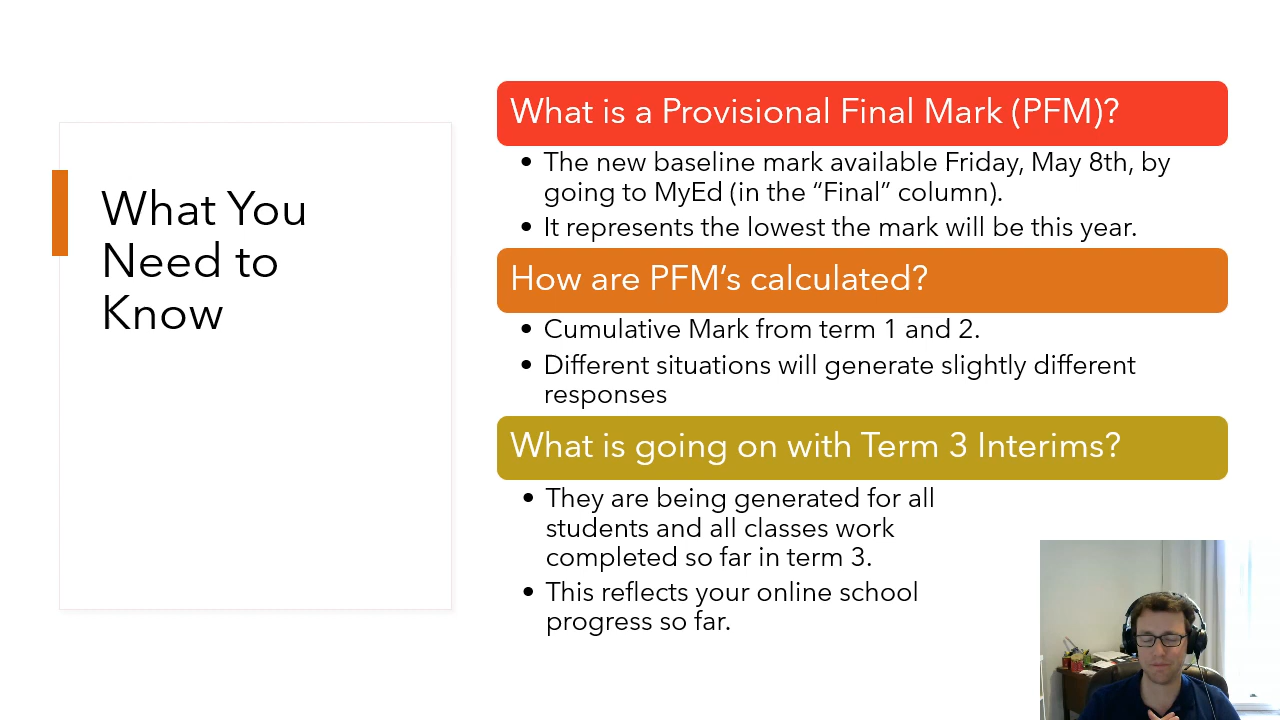 What You
Need to
Know
What is a Provisional Final Mark (PFM)?
• The new baseline mark available Friday, May 8th, by
going to MyEd (in the “Final” column).
• It represents the lowest the mark will be this year.
How are PFM’s calculated?
• Cumulative Mark from term 1 and 2.
• Different situations will generate slightly different
responses
What is going on with Term 3 Interims?
• They are being generated for all
students and all classes work
completed so far in term 3.
• This reflects your online school
progress so far.